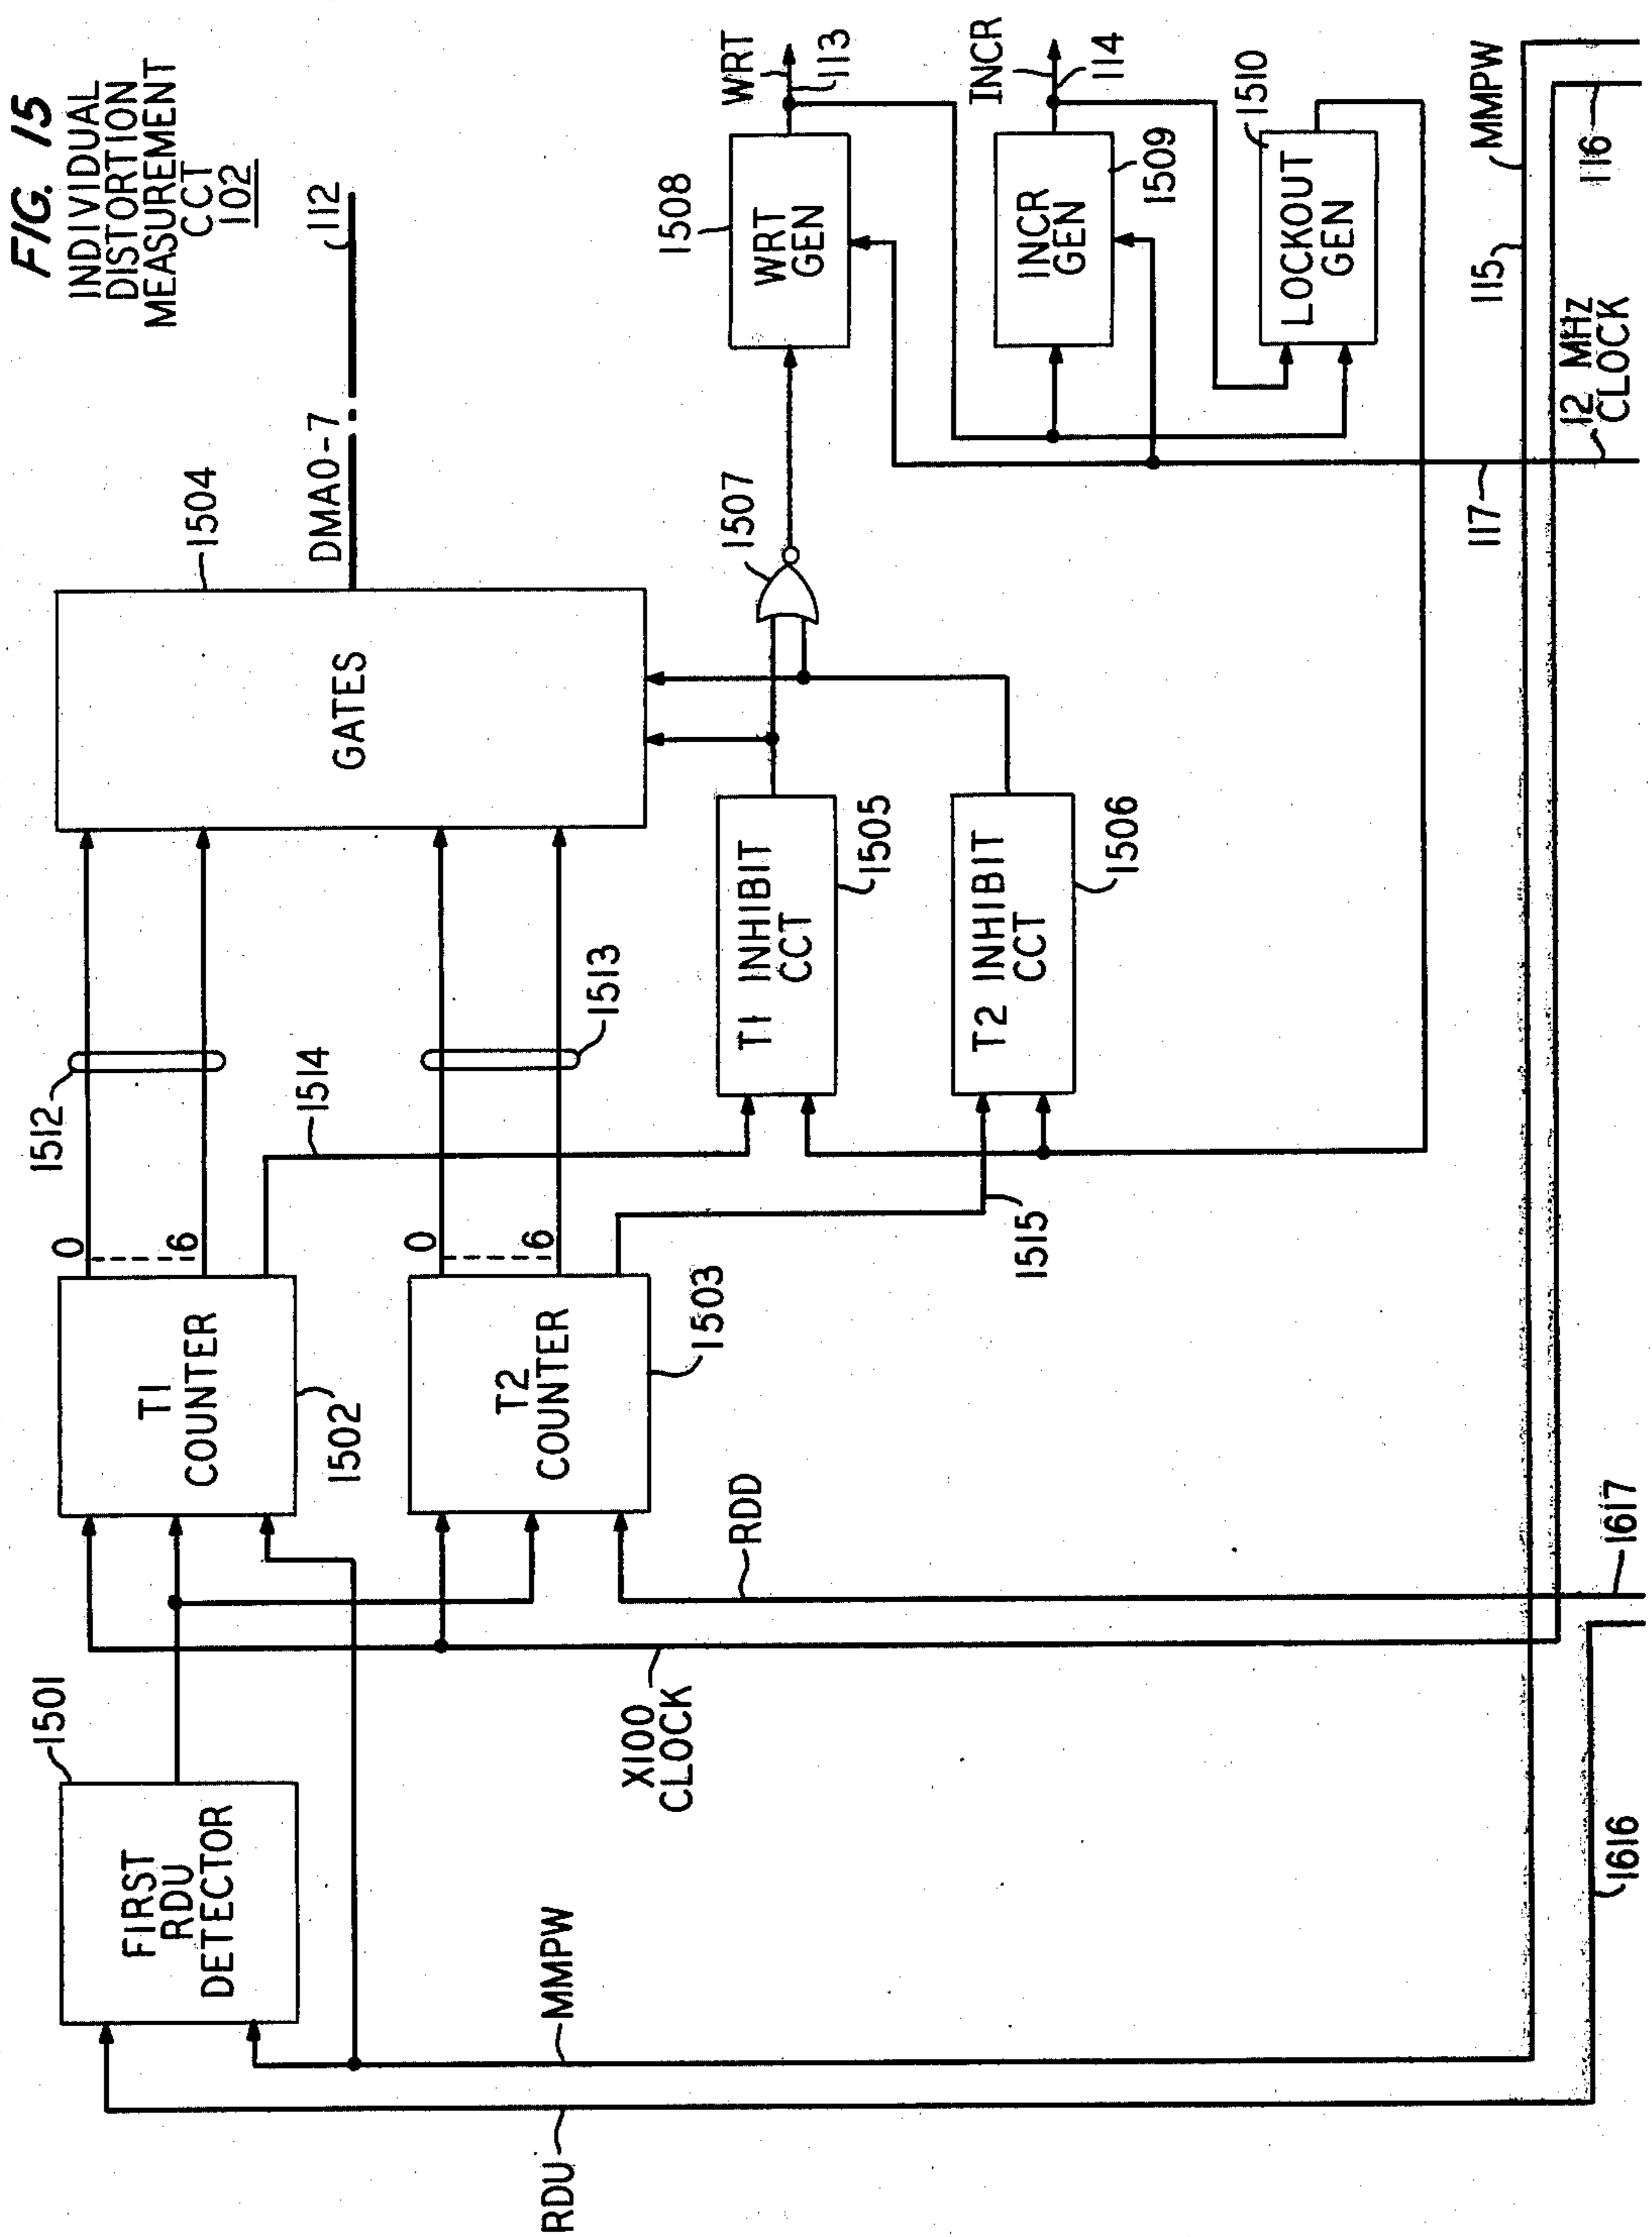 FIG. 15
INDIVIDUAL
DISTORTION
MEASUREMENT
CCT
102
1501
FIRST
RDU
DETECTOR
T1
COUNTER
1502
0
6
1512
1514
GATES
1504
DMA0-7
112
T2
COUNTER
1503
0
6
1513
1515
T1 INHIBIT
CCT
1505
T2 INHIBIT
CCT
1506
1507
1508
WRT
GEN
WRT
113
INCR
GEN
1509
INCR
114
LOCKOUT
GEN
1510
RDU
MMPW
X100
CLOCK
RDD
1616
1617
117
12 MHz
CLOCK
115
MMPW
116